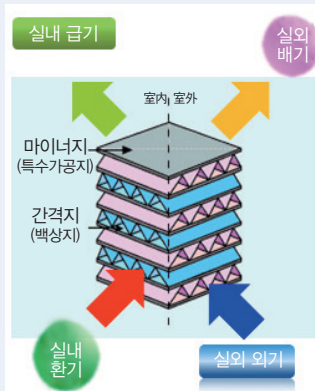 실내 급기
실외
배기
室内 室外
마이너지
(특수가공지)
간격지
(백상지)
실내
환기
실외 외기